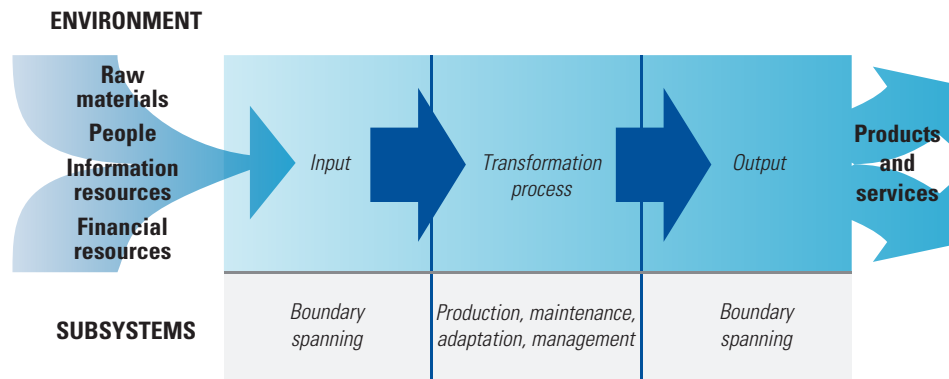 ENVIRONMENT
Raw
materials
People
Information
resources
Financial
resources
Input
Transformation
process
Output
Products
and
services
SUBSYSTEMS
Boundary
spanning
Production, maintenance,
adaptation, management
Boundary
spanning